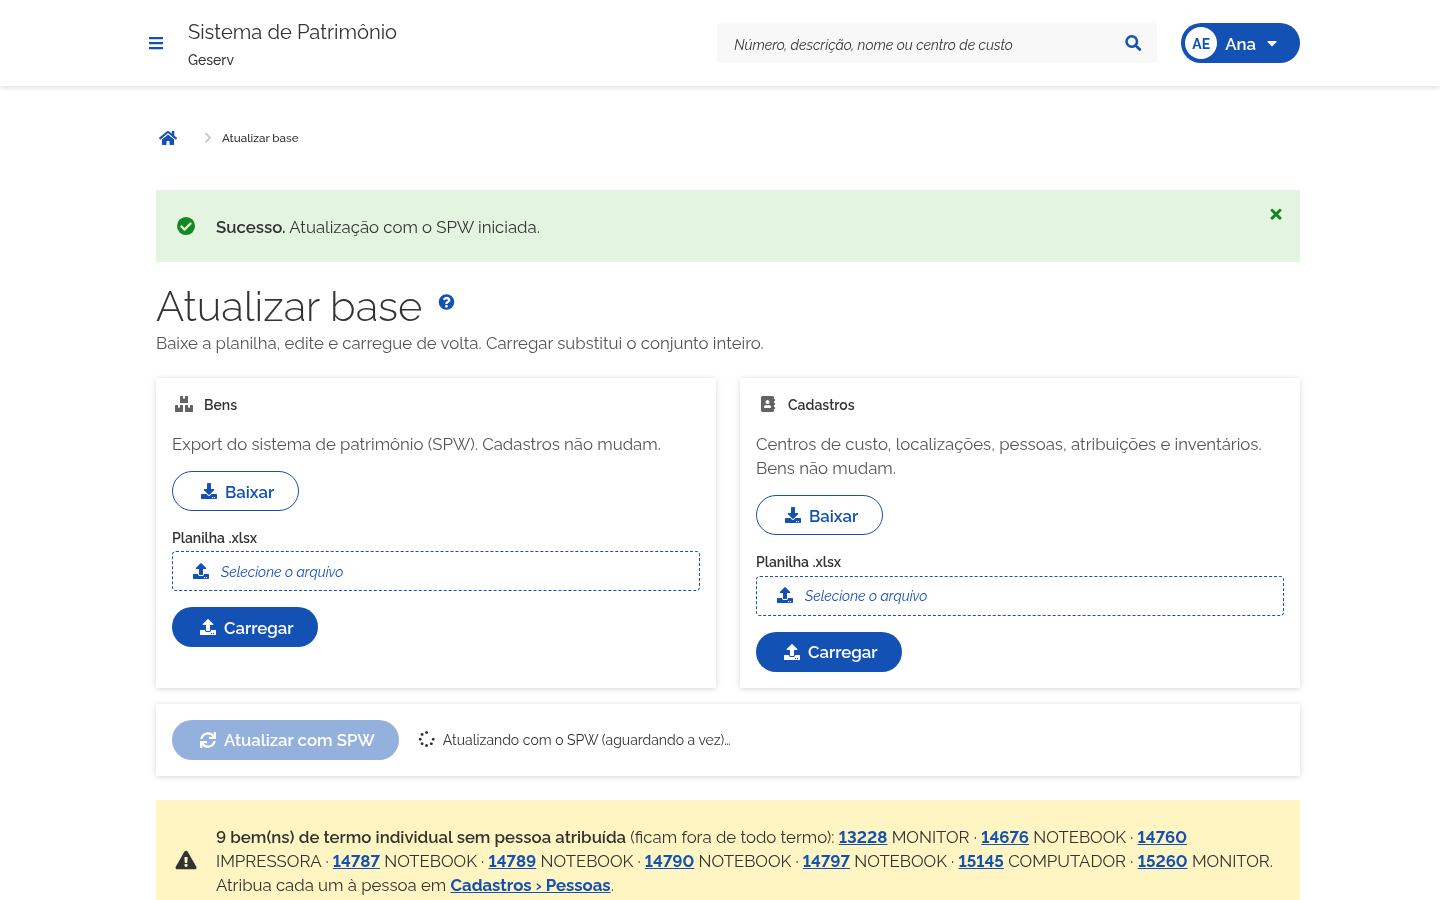 Sistema de Patrimônio
Geserv
Número, descrição, nome ou centro de custo
AE Ana
Atualizar base
Sucesso. Atualização com o SPW iniciada.
Atualizar base
Baixe a planilha, edite e carregue de volta. Carregar substitui o conjunto inteiro.
Bens
Export do sistema de patrimônio (SPW). Cadastros não mudam.
Baixar
Planilha .xlsx
Selecione o arquivo
Carregar
Cadastros
Centros de custo, localizações, pessoas, atribuições e inventários.
Bens não mudam.
Baixar
Planilha .xlsx
Selecione o arquivo
Carregar
Atualizar com SPW
Atualizando com o SPW (aguardando a vez)...
9 bem(ns) de termo individual sem pessoa atribuída (ficam fora de todo termo): 13228 MONITOR · 14676 NOTEBOOK · 14760
IMPRESSORA · 14787 NOTEBOOK · 14789 NOTEBOOK · 14790 NOTEBOOK · 14797 NOTEBOOK · 15145 COMPUTADOR · 15260 MONITOR.
Atribua cada um à pessoa em Cadastros › Pessoas.